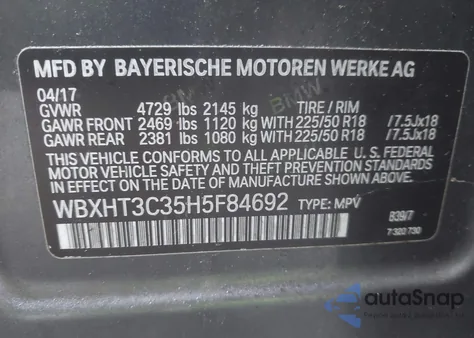 MFD BY BAYERISCHE MOTOREN WERKE AG
04/17
GVWR 4729 lbs 2145 kg TIRE / RIM
GAWR FRONT 2469 lbs 1120 kg WITH 225/50 R18 /7.5Jx18
GAWR REAR 2381 lbs 1080 kg WITH 225/50 R18 /7.5Jx18
THIS VEHICLE CONFORMS TO ALL APPLICABLE U. S. FEDERAL
MOTOR VEHICLE SAFETY AND THEFT PREVENTION STANDARDS
IN EFFECT ON THE DATE OF MANUFACTURE SHOWN ABOVE.
WBXHT3C35H5F84692 TYPE: MPV
B39/7
7 320 730
autoSnap